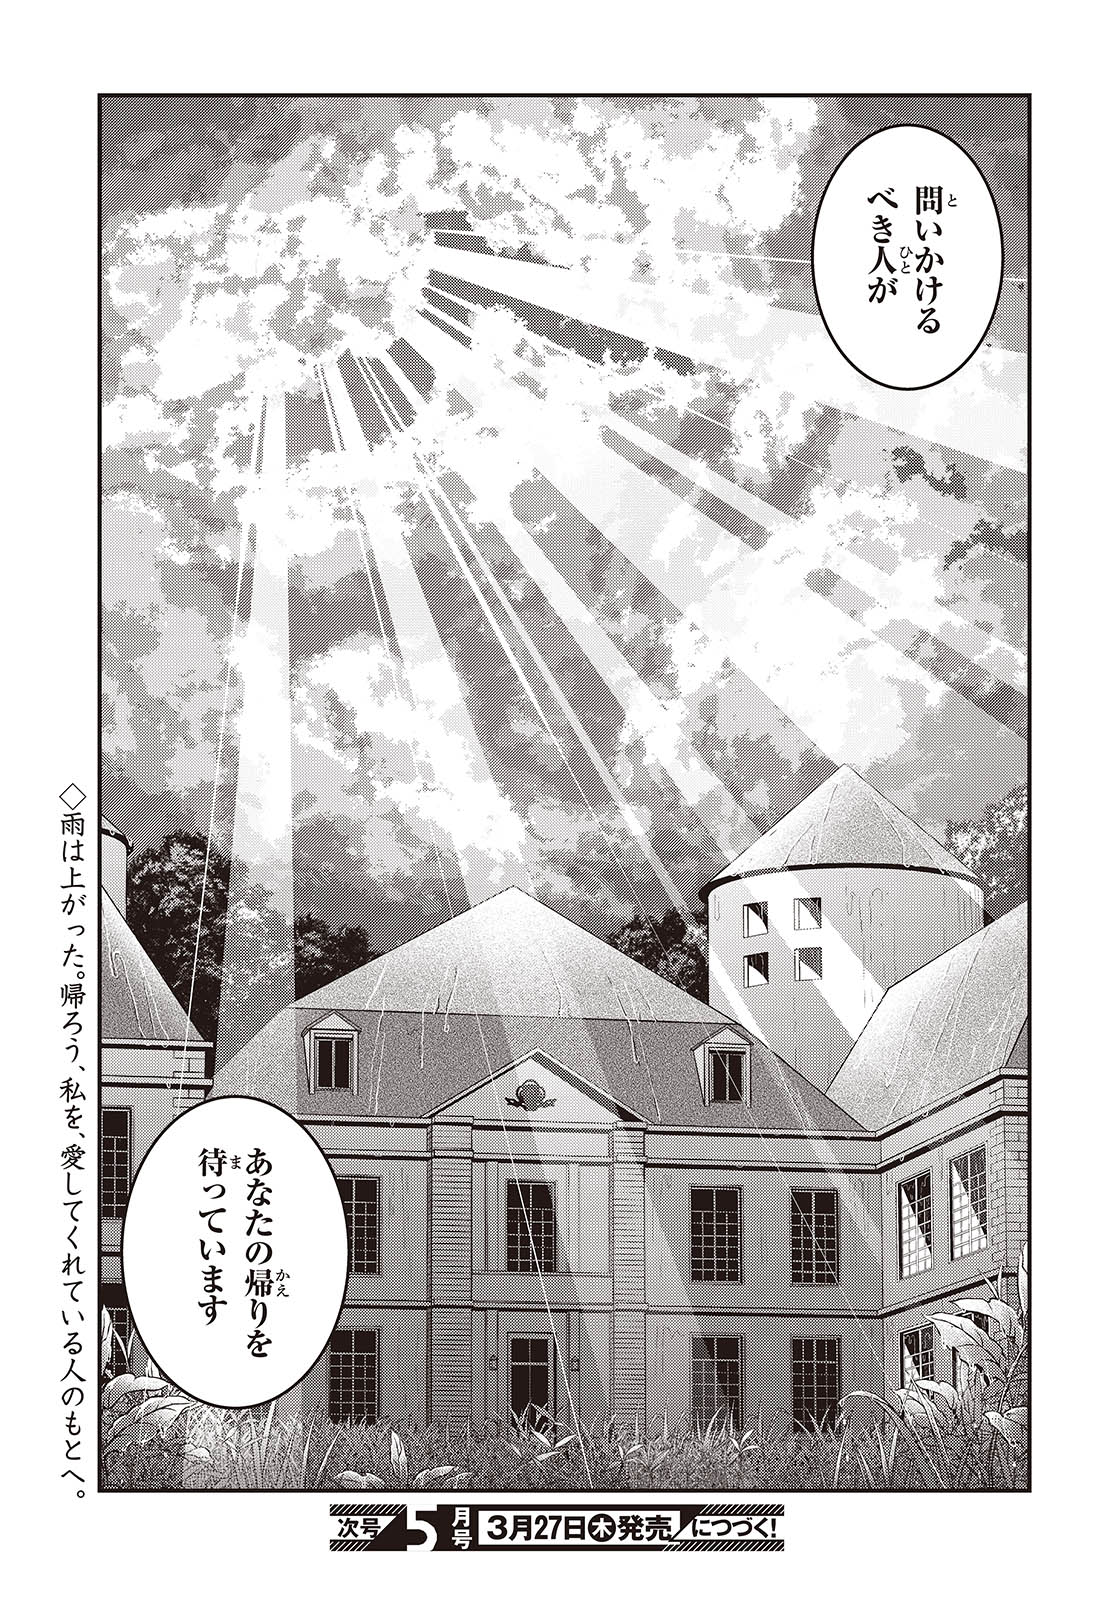 問いかける
べき人が
あなたの帰りを
待っています
◇雨は上がった。帰ろう、私を、愛してくれている人のもとへ。
次号5月号3月27日木発売につづく!